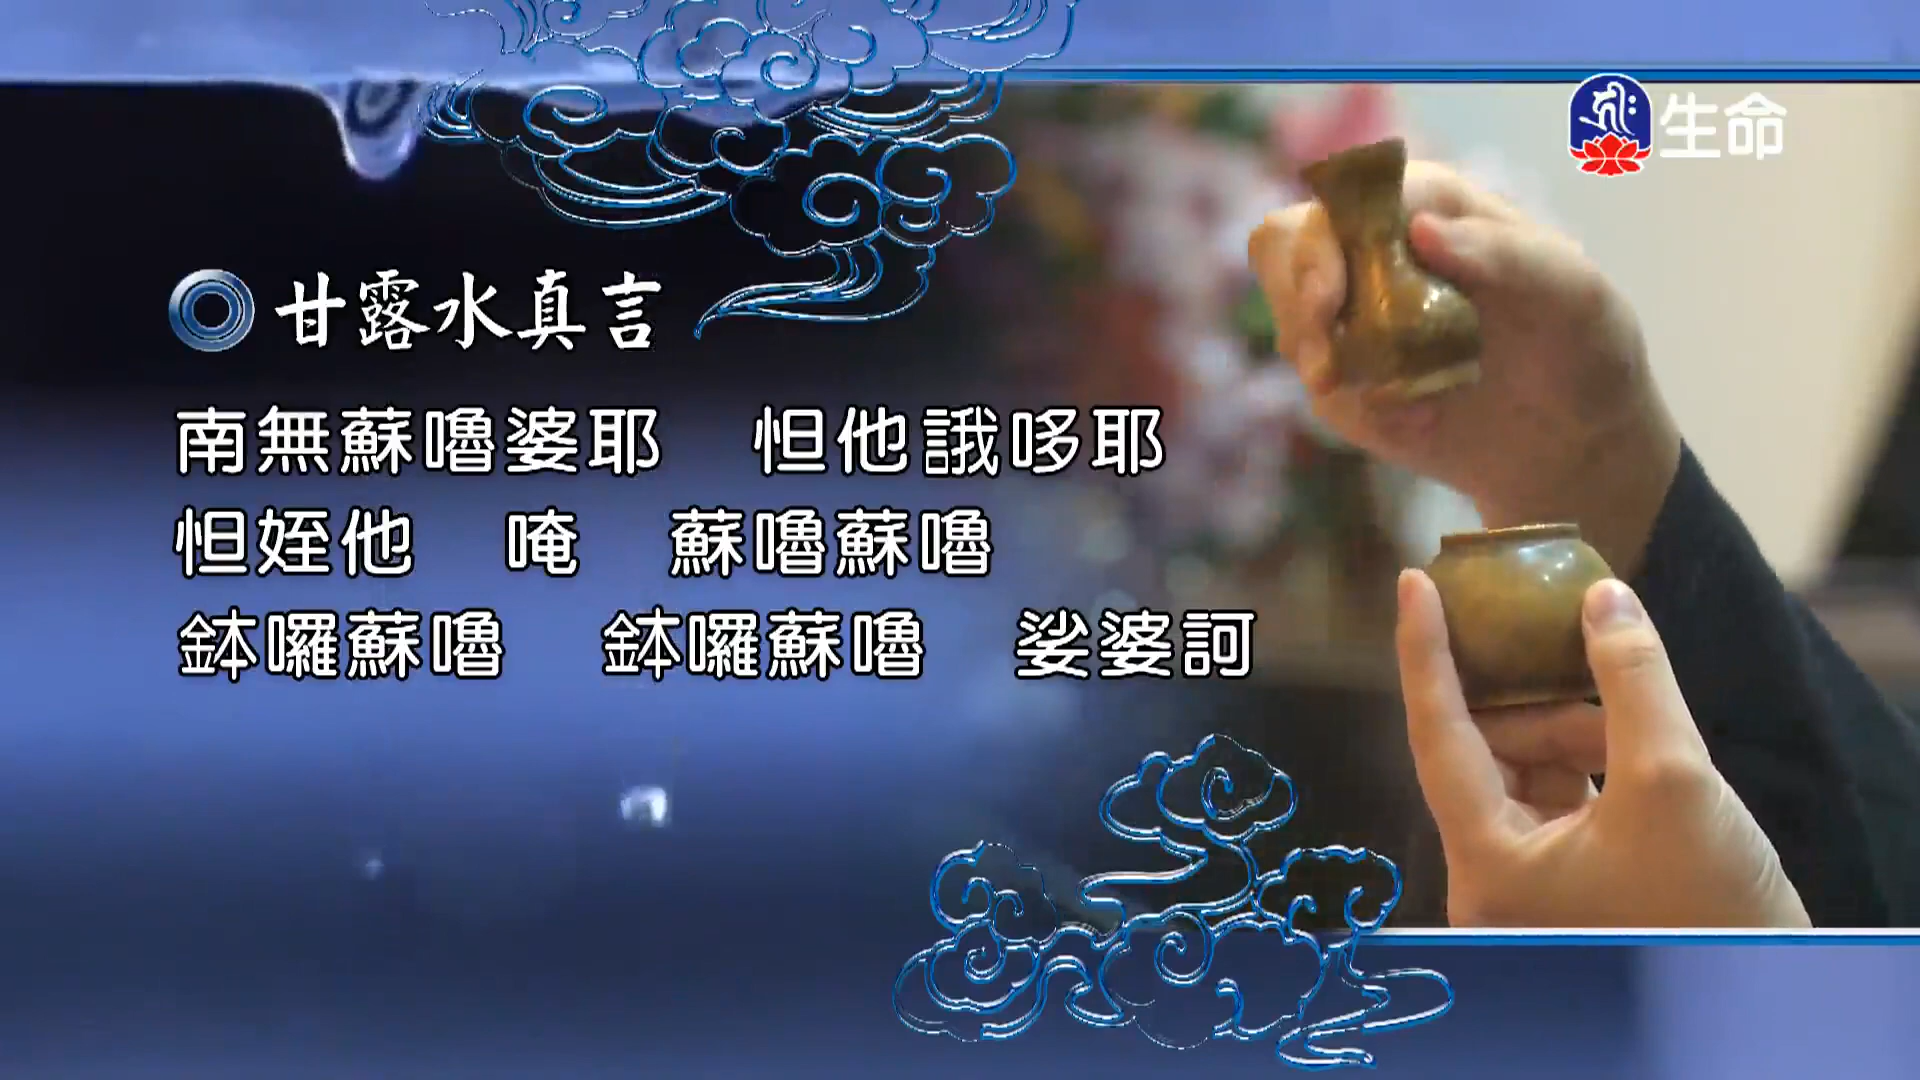 生命
甘露水真言
南無蘇嚕婆耶　怛他誐哆耶
怛姪他　唵　蘇嚕蘇嚕
鉢囉蘇嚕　鉢囉蘇嚕　娑婆訶